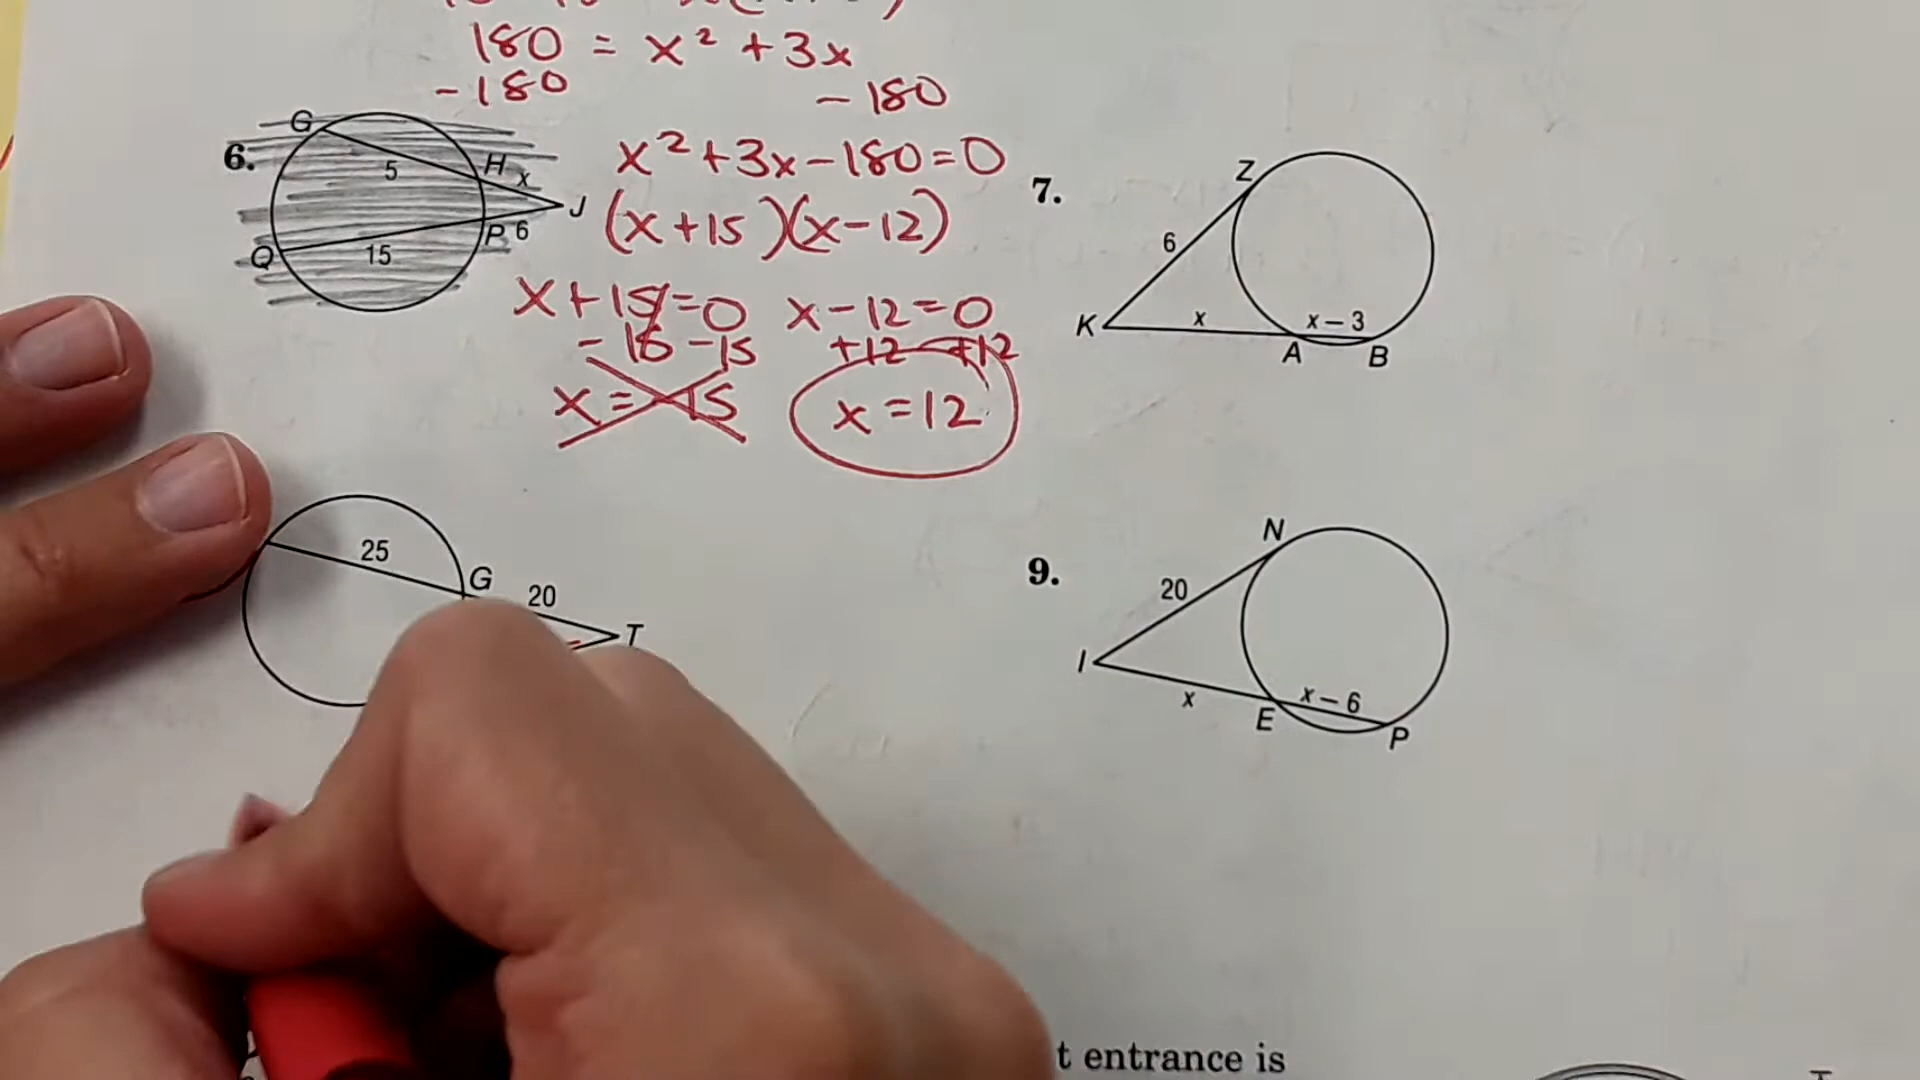 180 = x² + 3x
-180 - 180
x² + 3x - 180 = 0
(x + 15)(x - 12)
x + 15 = 0 x - 12 = 0
- 15 - 15 + 12 + 12
x = -15 x = 12
6.
G
5
H
x
J
P
6
Q
15
7.
Z
6
K
x
x – 3
A
B
25
G
20
T
9.
N
20
I
x
x – 6
E
P
t entrance is